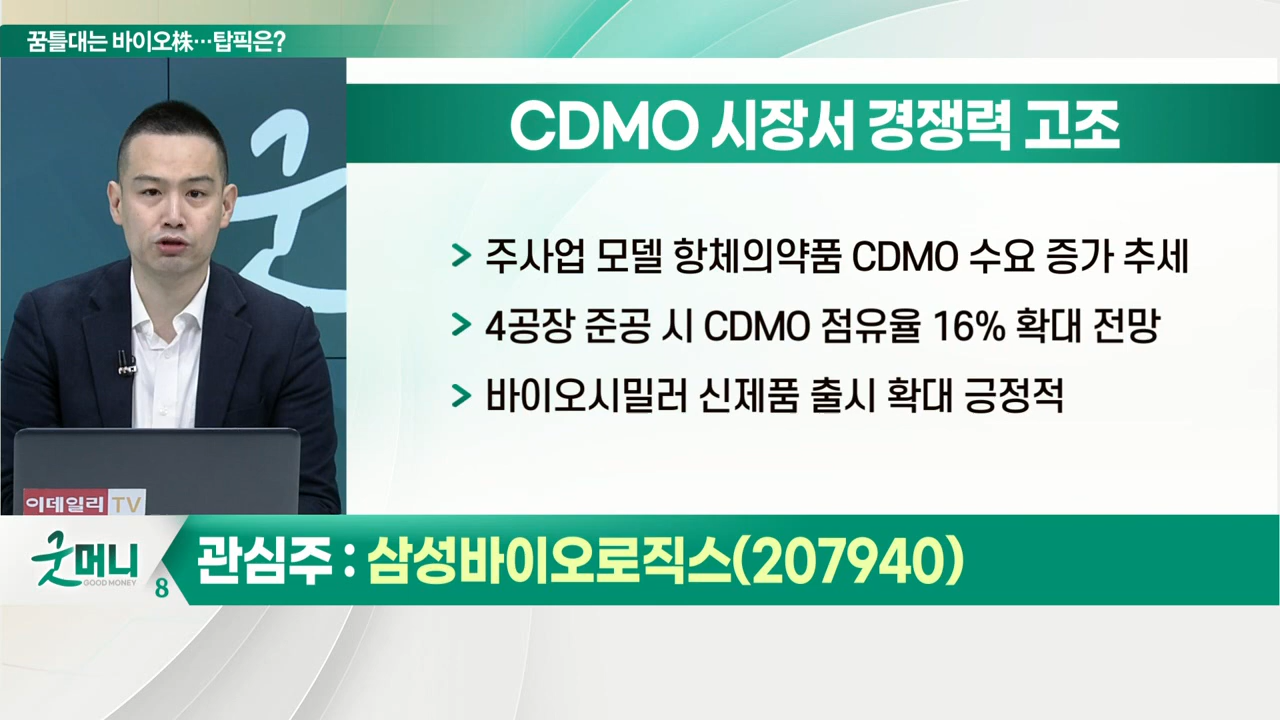 꿈틀대는 바이오株…탑픽은?
CDMO 시장서 경쟁력 고조
> 주사업 모델 항체의약품 CDMO 수요 증가 추세
> 4공장 준공 시 CDMO 점유율 16% 확대 전망
> 바이오시밀러 신제품 출시 확대 긍정적
이데일리 TV
굿머니
GOOD MONEY
8
관심주 : 삼성바이오로직스(207940)